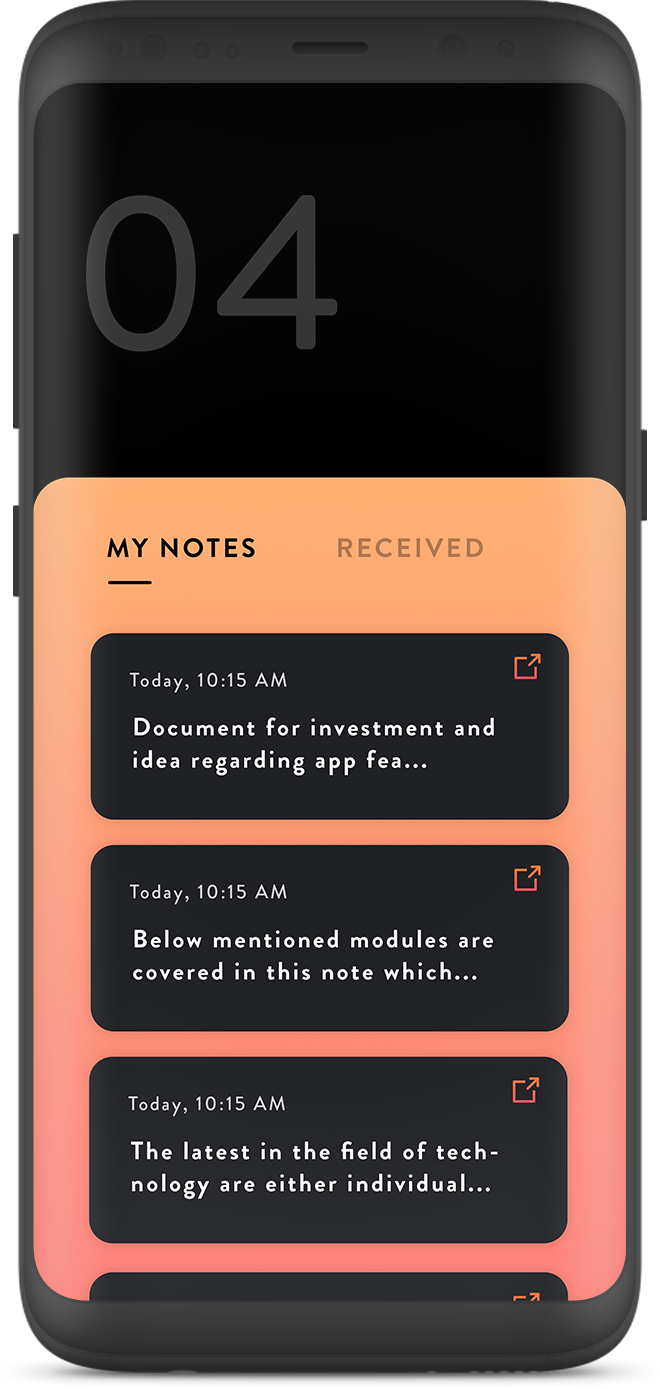 04
MY NOTES
RECEIVED
Today, 10:15 AM
Document for investment and
idea regarding app fea...
Today, 10:15 AM
Below mentioned modules are
covered in this note which...
Today, 10:15 AM
The latest in the field of tech-
nology are either individual...